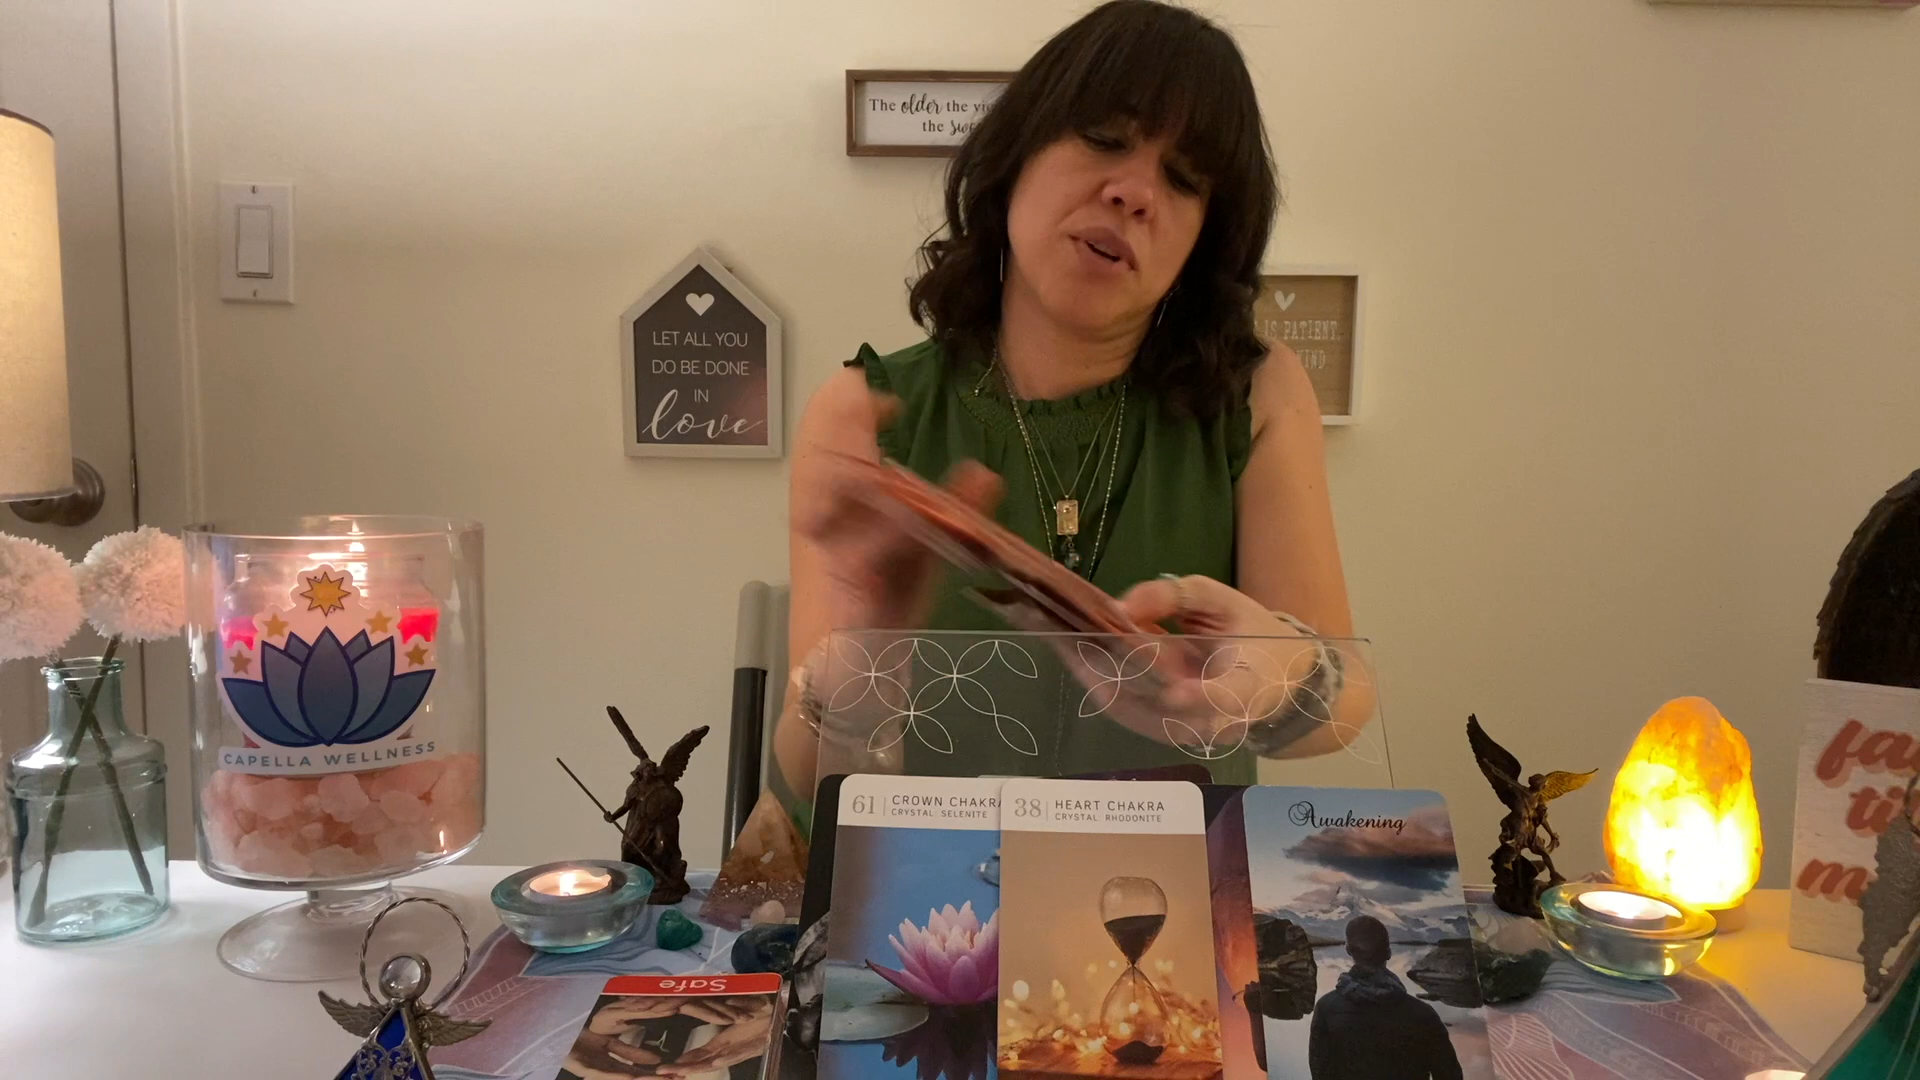 The older the
the
LET ALL YOU
DO BE DONE
IN
love
IS PATIENT
CAPELLA WELLNESS
61 CROWN CHAKRA
CRYSTAL: SELENITE
38 HEART CHAKRA
CRYSTAL: RHODONITE
Awakening
Safe